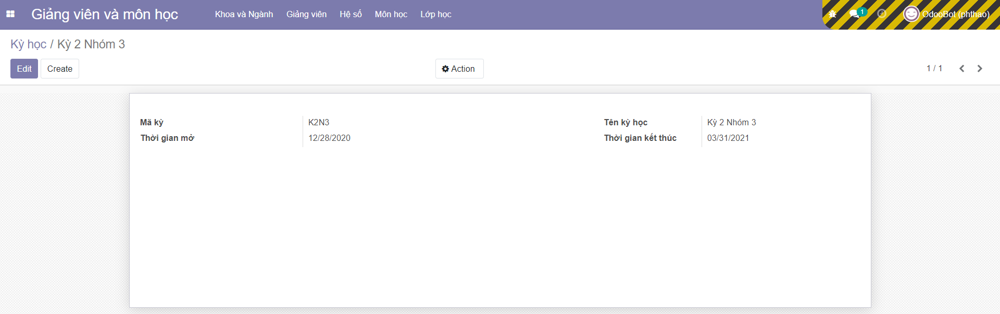 Giảng viên và môn học Khoa và Ngành Giảng viên Hệ số Môn học Lớp học 1 OdooBot (phthao)
Kỳ học / Kỳ 2 Nhóm 3
Edit Create Action 1 / 1
Mã kỳ K2N3 Tên kỳ học Kỳ 2 Nhóm 3
Thời gian mở 12/28/2020 Thời gian kết thúc 03/31/2021